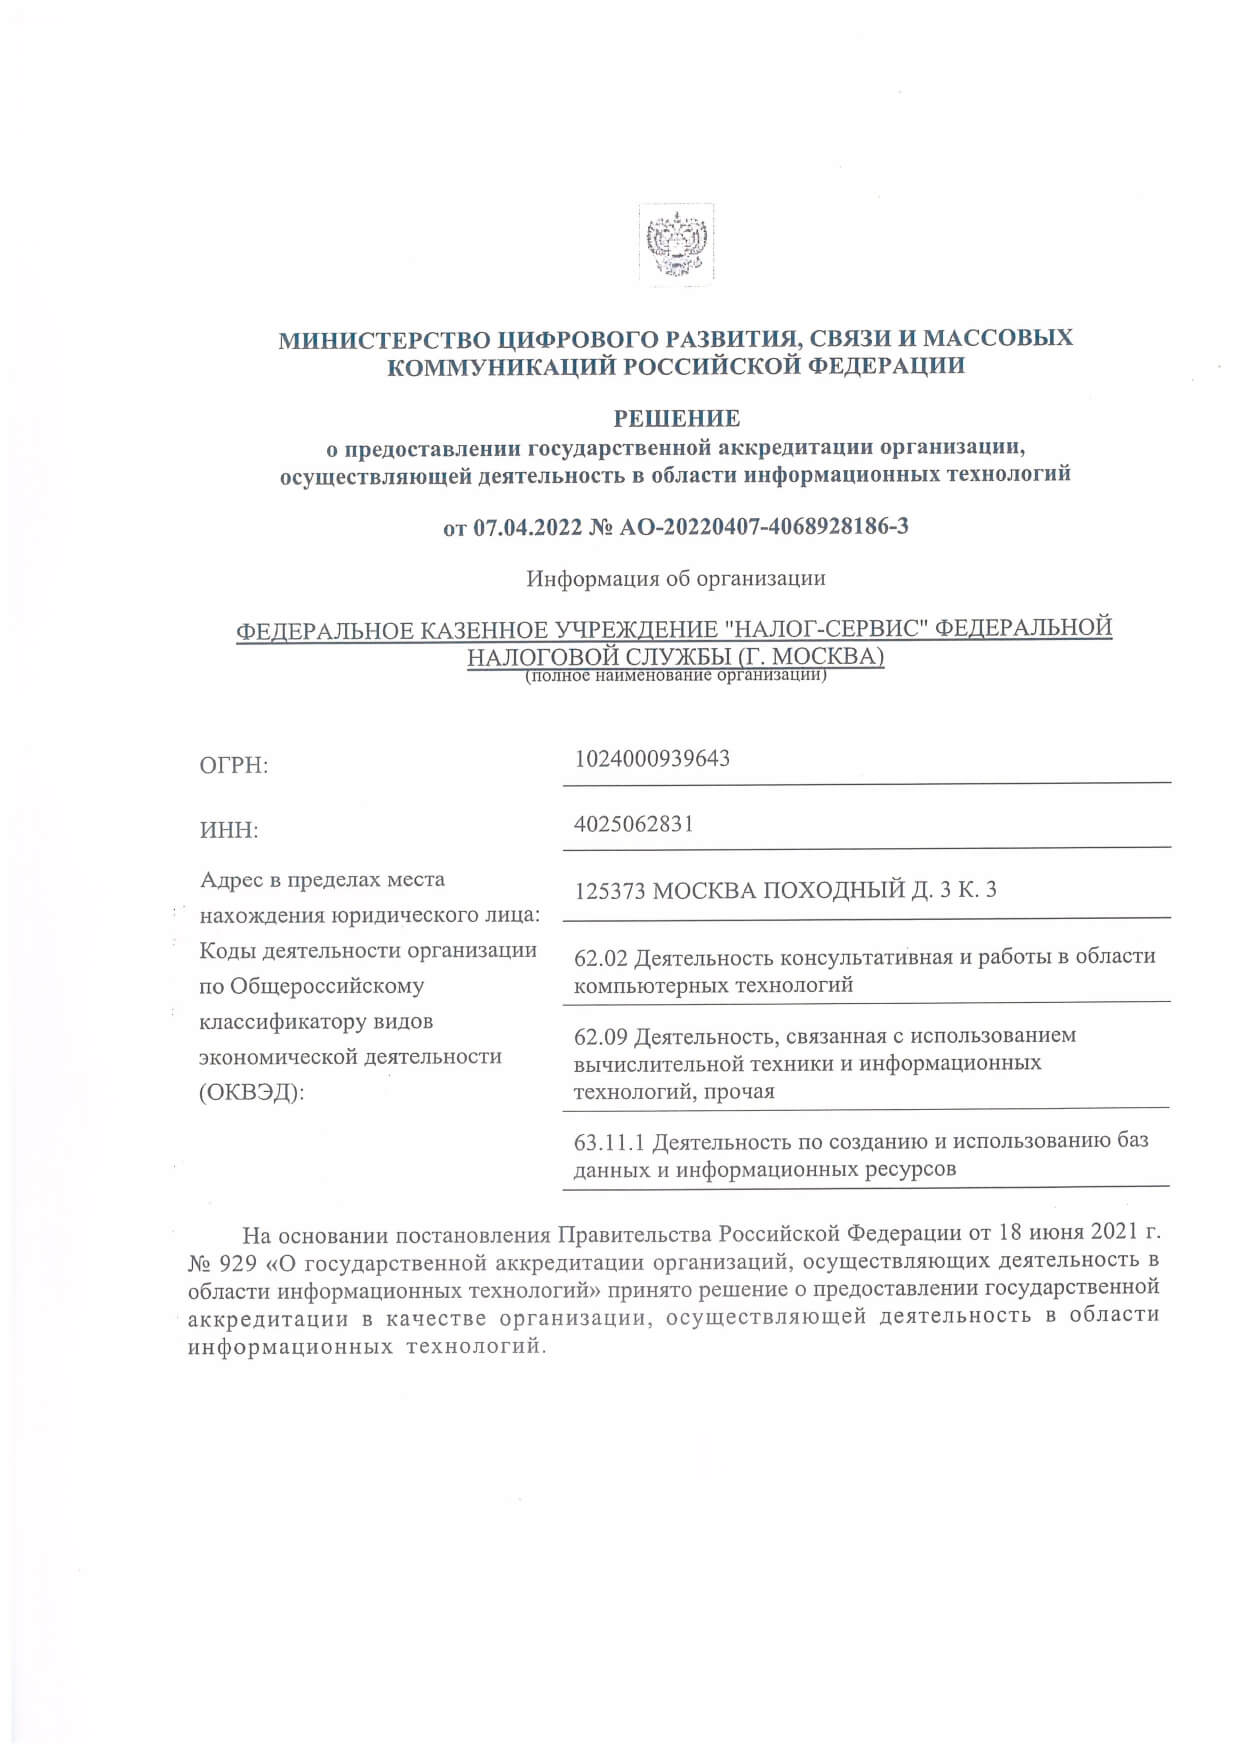 МИНИСТЕРСТВО ЦИФРОВОГО РАЗВИТИЯ, СВЯЗИ И МАССОВЫХ
КОММУНИКАЦИЙ РОССИЙСКОЙ ФЕДЕРАЦИИ
РЕШЕНИЕ
о предоставлении государственной аккредитации организации,
осуществляющей деятельность в области информационных технологий
от 07.04.2022 № АО-20220407-4068928186-3
Информация об организации
ФЕДЕРАЛЬНОЕ КАЗЕННОЕ УЧРЕЖДЕНИЕ "НАЛОГ-СЕРВИС" ФЕДЕРАЛЬНОЙ
НАЛОГОВОЙ СЛУЖБЫ (Г. МОСКВА)
(полное наименование организации)
ОГРН:
1024000939643
ИНН:
4025062831
Адрес в пределах места
нахождения юридического лица:
125373 МОСКВА ПОХОДНЫЙ Д. 3 К. 3
Коды деятельности организации
по Общероссийскому
классификатору видов
экономической деятельности
(ОКВЭД):
62.02 Деятельность консультативная и работы в области
компьютерных технологий
62.09 Деятельность, связанная с использованием
вычислительной техники и информационных
технологий, прочая
63.11.1 Деятельность по созданию и использованию баз
данных и информационных ресурсов
На основании постановления Правительства Российской Федерации от 18 июня 2021 г.
№ 929 «О государственной аккредитации организаций, осуществляющих деятельность в
области информационных технологий» принято решение о предоставлении государственной
аккредитации в качестве организации, осуществляющей деятельность в области
информационных технологий.